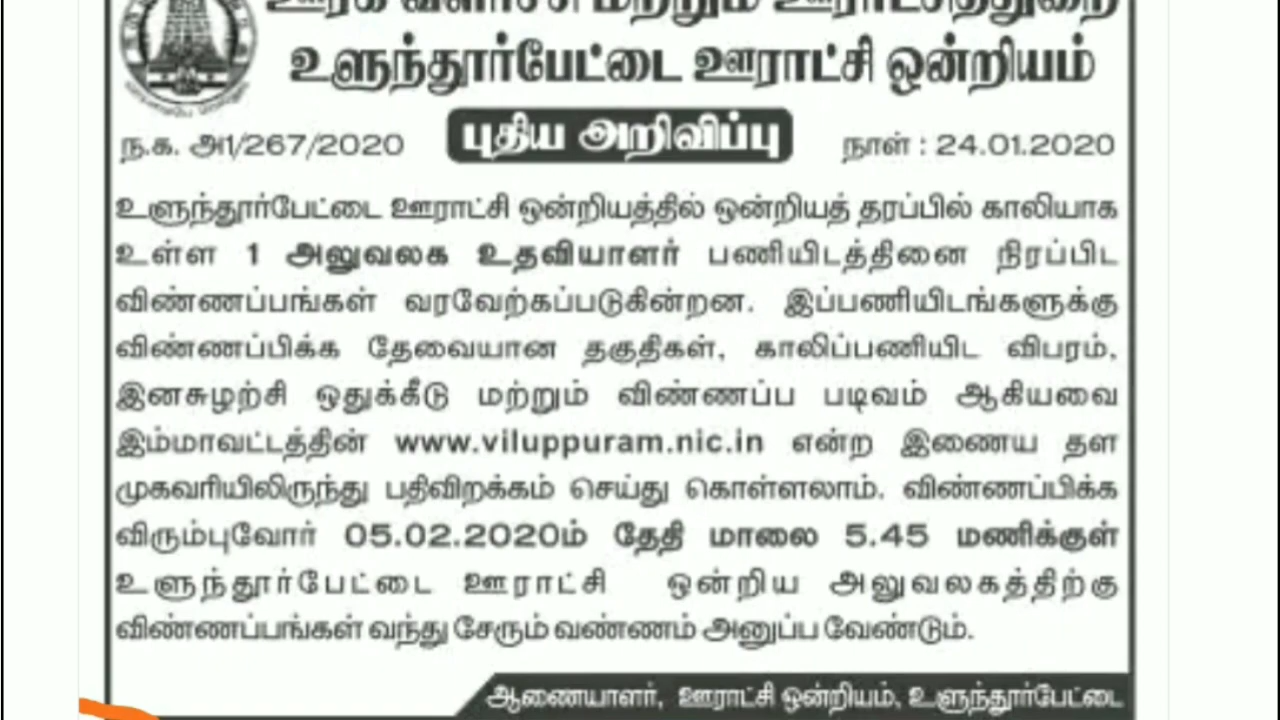 ஊரக வளர்ச்சி மற்றும் ஊராட்சித்துறை
உளுந்தூர்பேட்டை ஊராட்சி ஒன்றியம்
ந.க. அ1/267/2020 புதிய அறிவிப்பு நாள் : 24.01.2020
உளுந்தூர்பேட்டை ஊராட்சி ஒன்றியத்தில் ஒன்றியத் தரப்பில் காலியாக
உள்ள 1 அலுவலக உதவியாளர் பணியிடத்தினை நிரப்பிட
விண்ணப்பங்கள் வரவேற்கப்படுகின்றன. இப்பணியிடங்களுக்கு
விண்ணப்பிக்க தேவையான தகுதிகள், காலிப்பணியிட விபரம்,
இனசுழற்சி ஒதுக்கீடு மற்றும் விண்ணப்ப படிவம் ஆகியவை
இம்மாவட்டத்தின் www.viluppuram.nic.in என்ற இணைய தள
முகவரியிலிருந்து பதிவிறக்கம் செய்து கொள்ளலாம். விண்ணப்பிக்க
விரும்புவோர் 05.02.2020ம் தேதி மாலை 5.45 மணிக்குள்
உளுந்தூர்பேட்டை ஊராட்சி ஒன்றிய அலுவலகத்திற்கு
விண்ணப்பங்கள் வந்து சேரும் வண்ணம் அனுப்ப வேண்டும்.
ஆணையாளர், ஊராட்சி ஒன்றியம், உளுந்தூர்பேட்டை